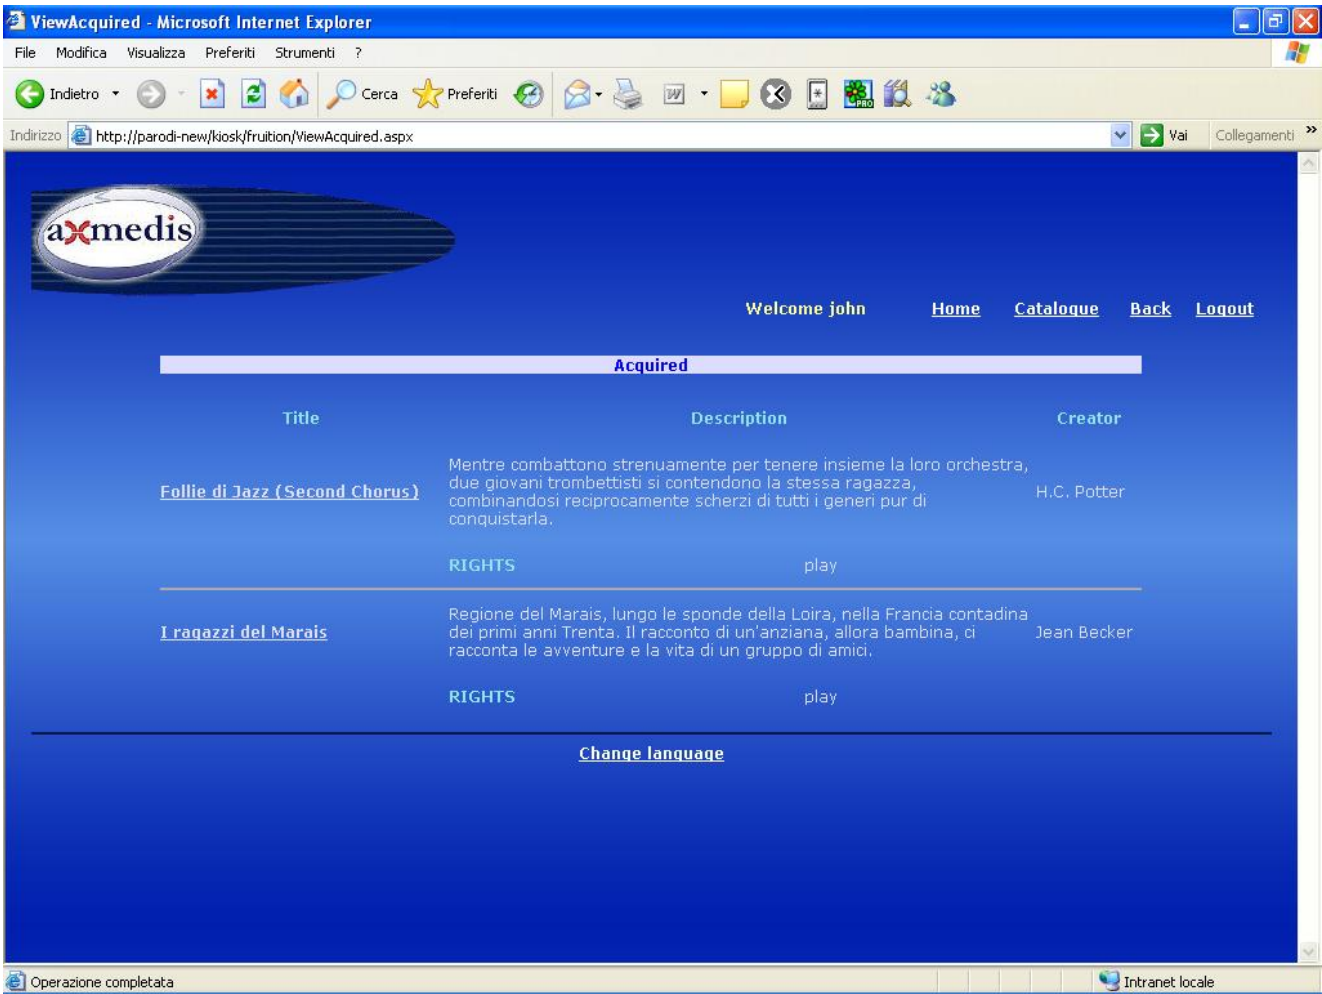 ViewAcquired - Microsoft Internet Explorer
File Modifica Visualizza Preferiti Strumenti ?
Indietro Cerca Preferiti
Indirizzo http://parodi-new/kiosk/fruition/ViewAcquired.aspx Vai Collegamenti »
axmedis
Welcome john Home Catalogue Back Logout
Acquired
Title Description Creator
Mentre combattono strenuamente per tenere insieme la loro orchestra,
due giovani trombettisti si contendono la stessa ragazza,
Follie di Jazz (Second Chorus) H.C. Potter
combinandosi reciprocamente scherzi di tutti i generi pur di
conquistarla.
RIGHTS play
Regione del Marais, lungo le sponde della Loira, nella Francia contadina
I ragazzi del Marais dei primi anni Trenta. Il racconto di un'anziana, allora bambina, ci Jean Becker
racconta le avventure e la vita di un gruppo di amici.
RIGHTS play
Change language
Operazione completata Intranet locale